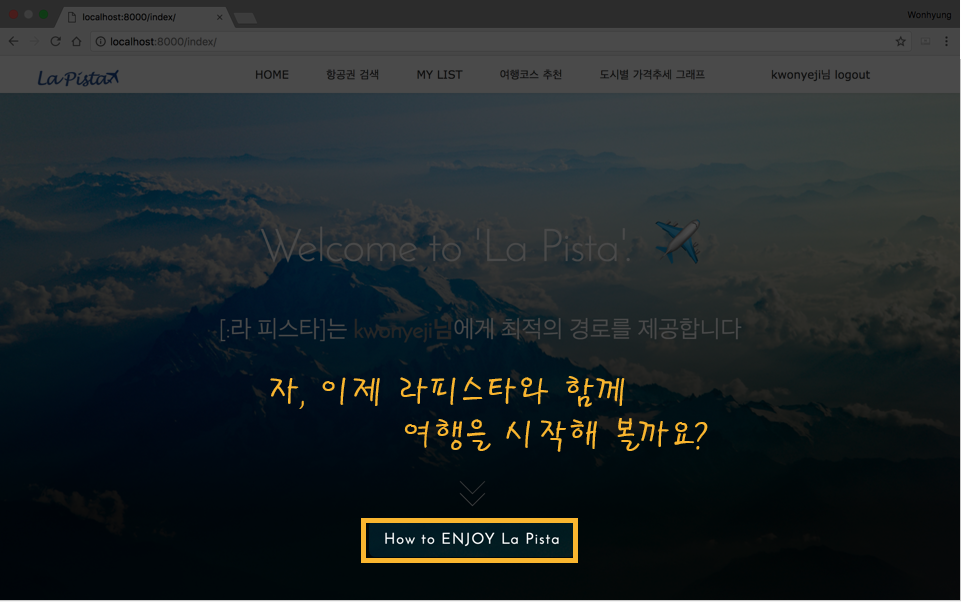 localhost:8000/index/
Wonhyung
localhost:8000/index/
La Pista
HOME
항공권 검색
MY LIST
여행코스 추천
도시별 가격추세 그래프
kwonyeji님 logout
Welcome to 'La Pista'.
[:라 피스타]는 kwonyeji님에게 최적의 경로를 제공합니다
자, 이제 라피스타와 함께
여행을 시작해 볼까요?
How to ENJOY La Pista